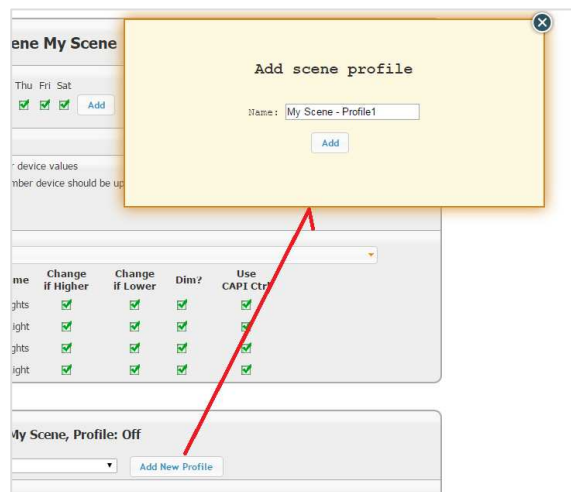 ene My Scene
Add scene profile
Thu Fri Sat
Add
Name: My Scene - Profile1
Add
device values
device should be up
me Change if Higher Change if Lower Dim? Use CAPI Ctrl
ghts
ight
ghts
ight
My Scene, Profile: Off
Add New Profile